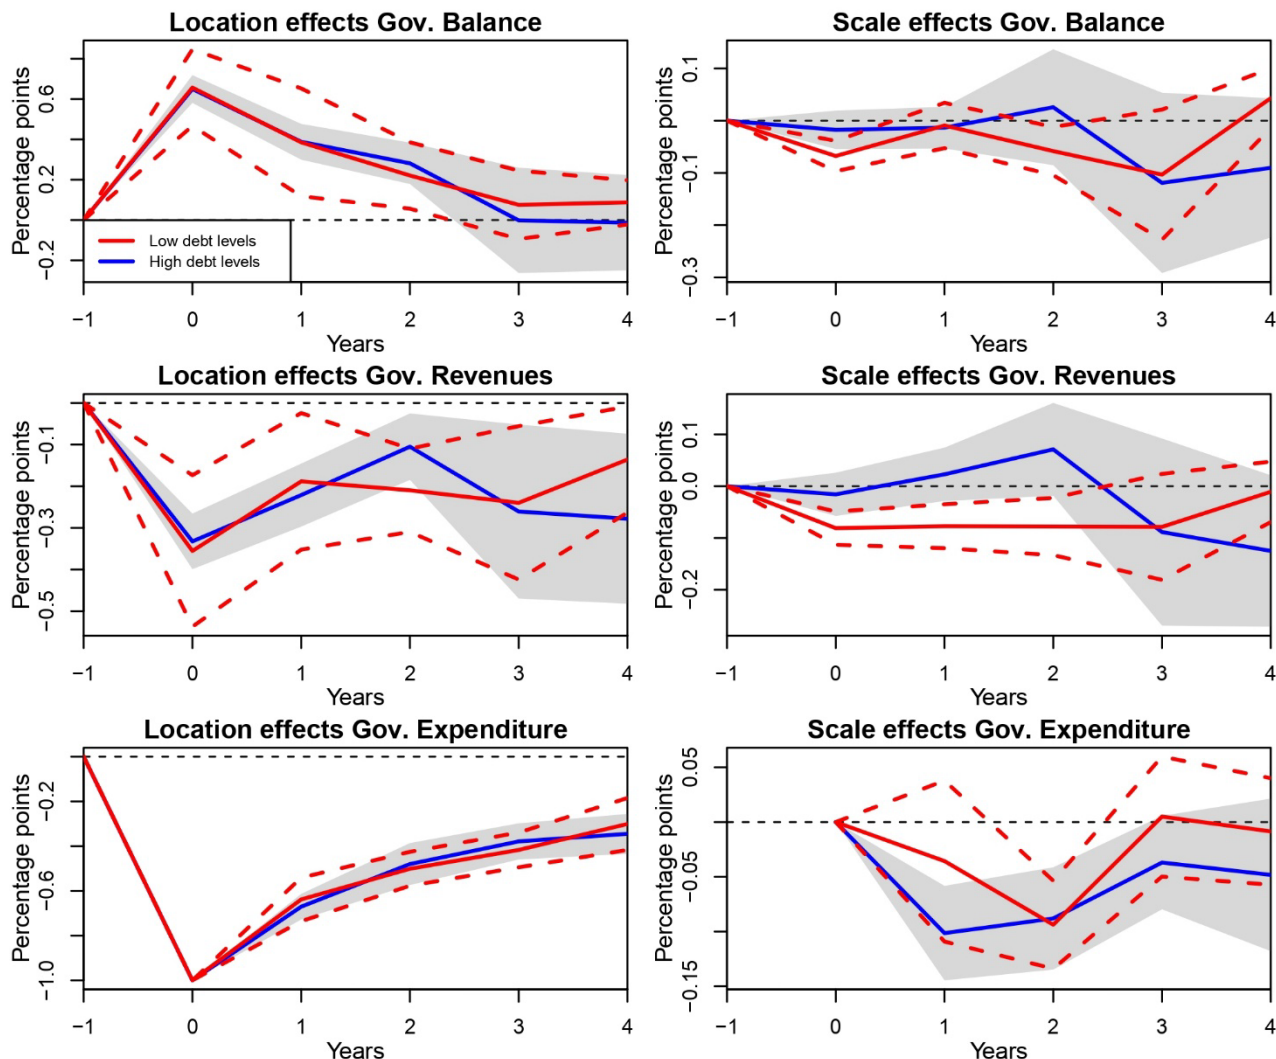 Location effects Gov. Balance
Percentage points
0.6
0.2
−0.2
Low debt levels
High debt levels
−1 0 1 2 3 4
Years
Scale effects Gov. Balance
Percentage points
0.1
−0.1
−0.3
−1 0 1 2 3 4
Years
Location effects Gov. Revenues
Percentage points
−0.1
−0.3
−0.5
−1 0 1 2 3 4
Years
Scale effects Gov. Revenues
Percentage points
0.1
0.0
−0.2
−1 0 1 2 3 4
Years
Location effects Gov. Expenditure
Percentage points
−0.2
−0.6
−1.0
−1 0 1 2 3 4
Years
Scale effects Gov. Expenditure
Percentage points
0.05
−0.05
−0.15
−1 0 1 2 3 4
Years